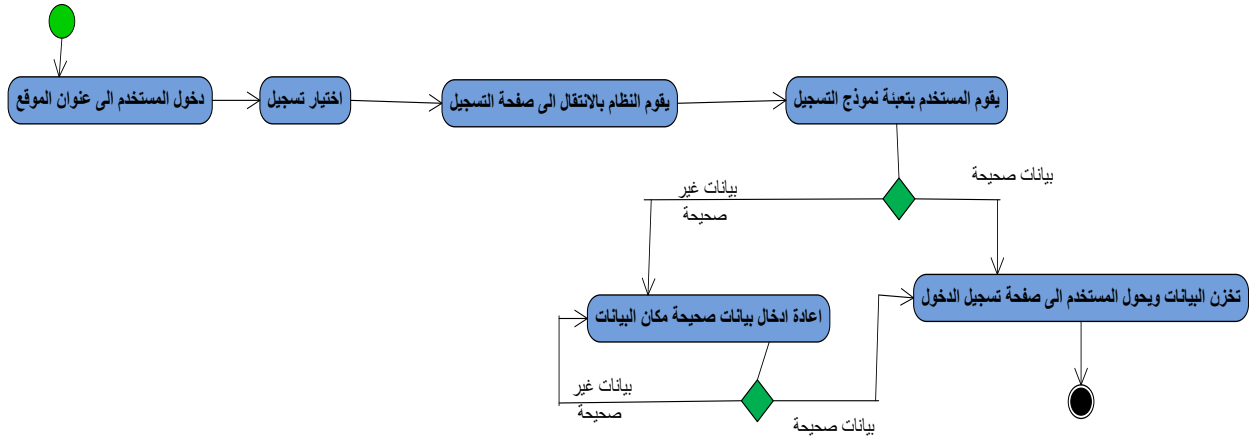 دخول المستخدم الى عنوان الموقع
اختيار تسجيل
يقوم النظام بالانتقال الى صفحة التسجيل
يقوم المستخدم بتعبئة نموذج التسجيل
بيانات صحيحة
بيانات غير
صحيحة
تخزن البيانات ويحول المستخدم الى صفحة تسجيل الدخول
اعادة ادخال بيانات صحيحة مكان البيانات
بيانات غير
صحيحة
بيانات صحيحة